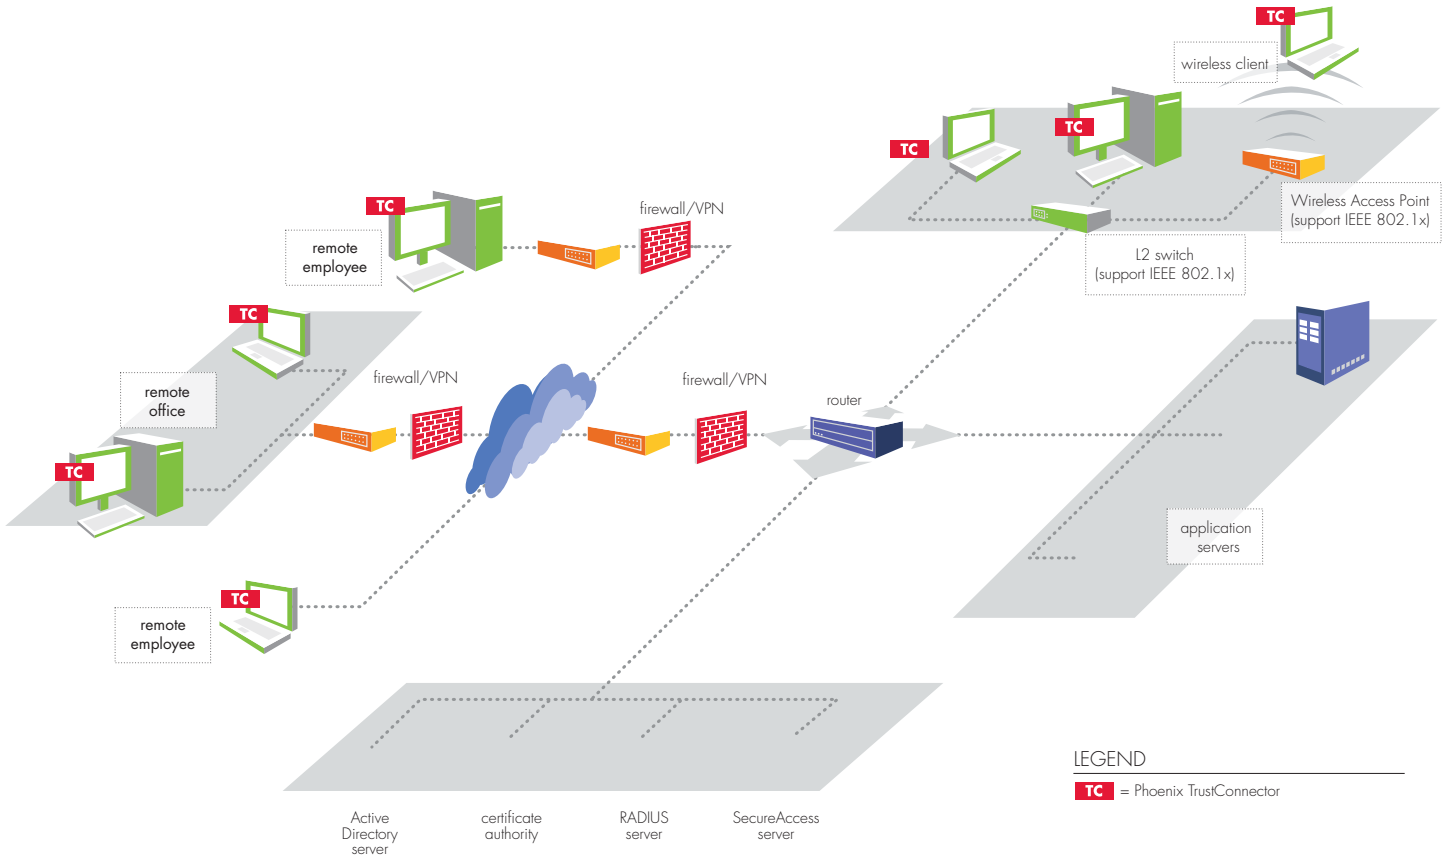 TC
wireless client
TC
TC
Wireless Access Point
(support IEEE 802.1x)
L2 switch
(support IEEE 802.1x)
TC
remote
employee
firewall/VPN
TC
remote
office
TC
firewall/VPN
firewall/VPN
router
application
servers
TC
remote
employee
Active
Directory
server
certificate
authority
RADIUS
server
SecureAccess
server
LEGEND
TC = Phoenix TrustConnector